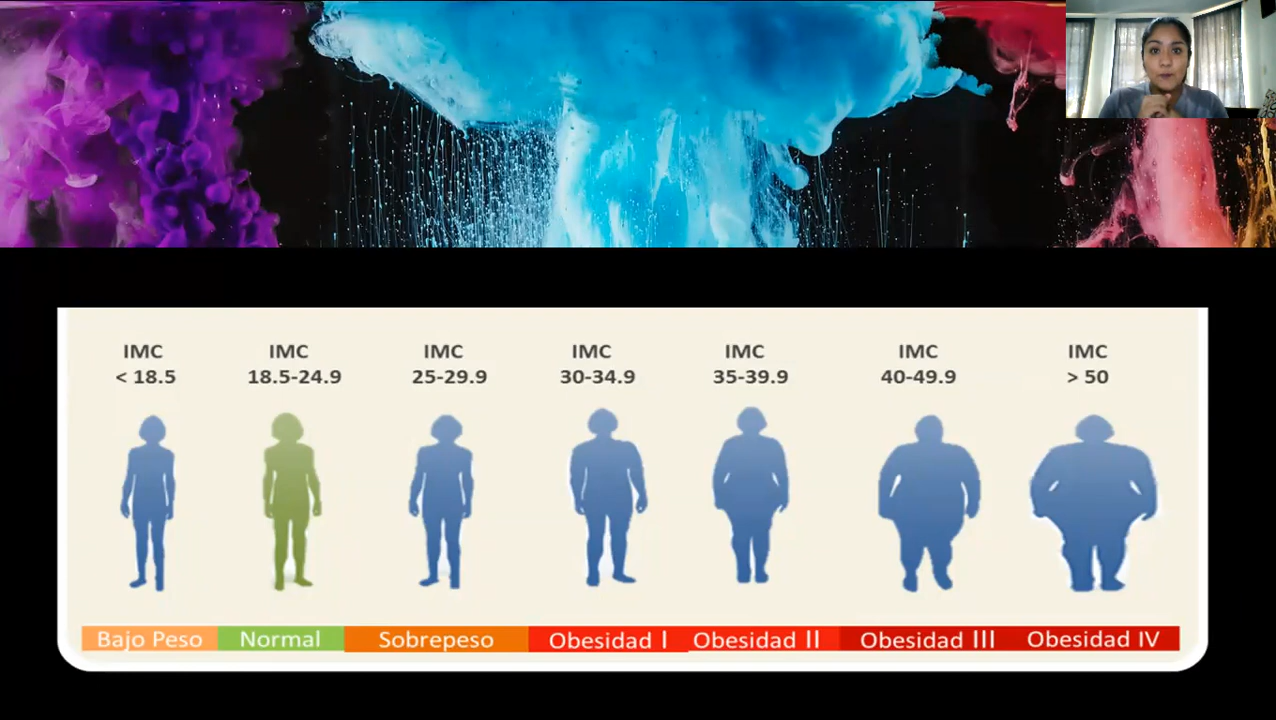 IMC
< 18.5
IMC
18.5-24.9
IMC
25-29.9
IMC
30-34.9
IMC
35-39.9
IMC
40-49.9
IMC
> 50
Bajo Peso
Normal
Sobrepeso
Obesidad I
Obesidad II
Obesidad III
Obesidad IV